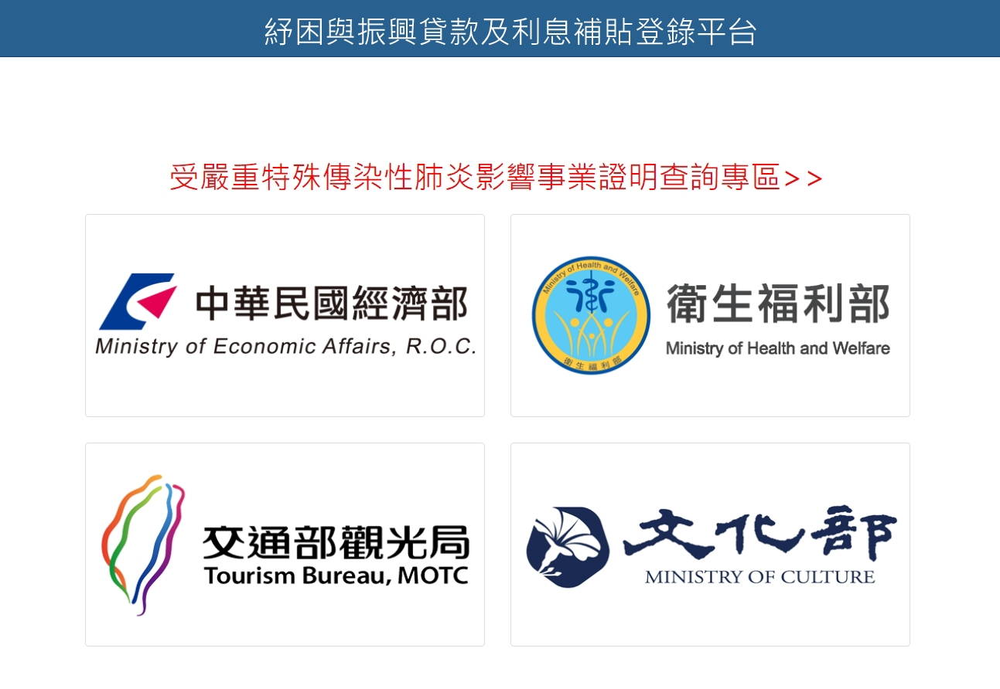 紓困與振興貸款及利息補貼登錄平台
受嚴重特殊傳染性肺炎影響事業證明查詢專區>>
中華民國經濟部
Ministry of Economic Affairs, R.O.C.
Ministry of Health and Welfare
衛生福利部
衛生福利部
Ministry of Health and Welfare
交通部觀光局
Tourism Bureau, MOTC
文化部
MINISTRY OF CULTURE